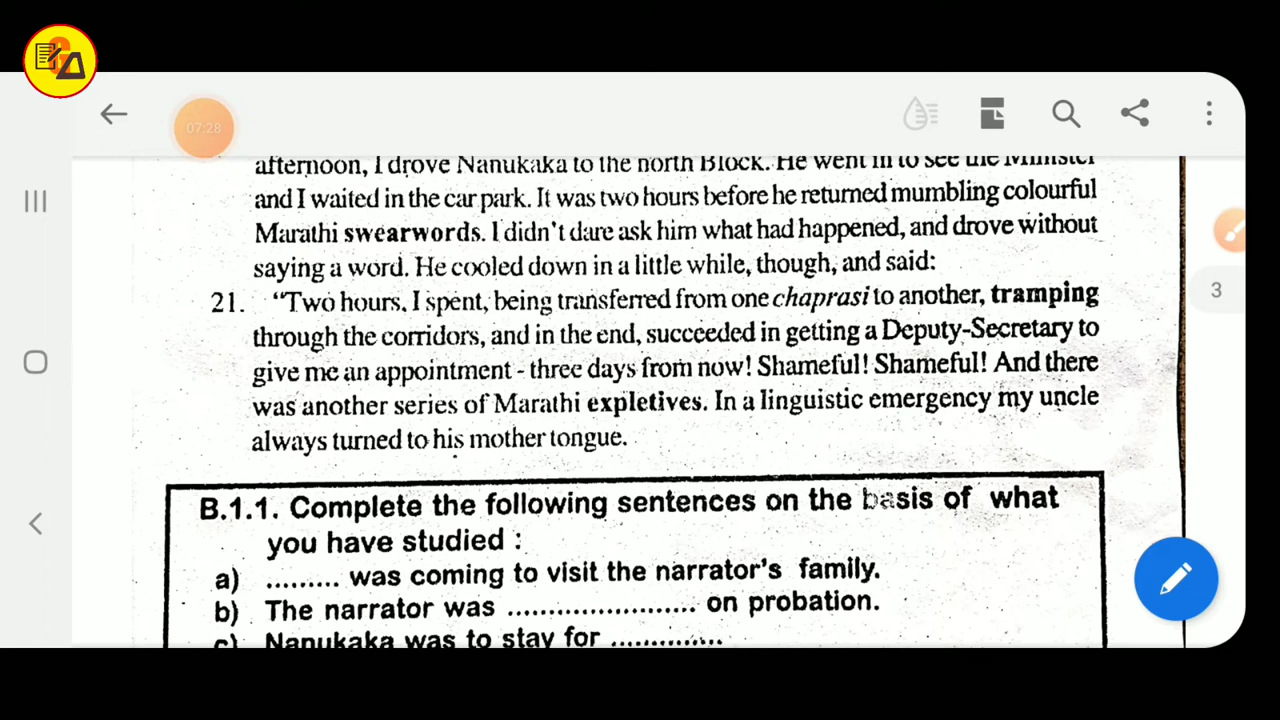 07:28
afternoon, I drove Nanukaka to the north Block. He went in to see the Minister
and I waited in the car park. It was two hours before he returned mumbling colourful
Marathi swearwords. I didn't dare ask him what had happened, and drove without
saying a word. He cooled down in a little while, though, and said:
21. "Two hours, I spent, being transferred from one chaprasi to another, tramping
through the corridors, and in the end, succeeded in getting a Deputy-Secretary to
give me an appointment - three days from now! Shameful! Shameful! And there
was another series of Marathi expletives. In a linguistic emergency my uncle
always turned to his mother tongue.
3
B.1.1. Complete the following sentences on the basis of what
you have studied :
a) ......... was coming to visit the narrator's family.
b) The narrator was ....................... on probation.
c) Nanukaka was to stay for ..............